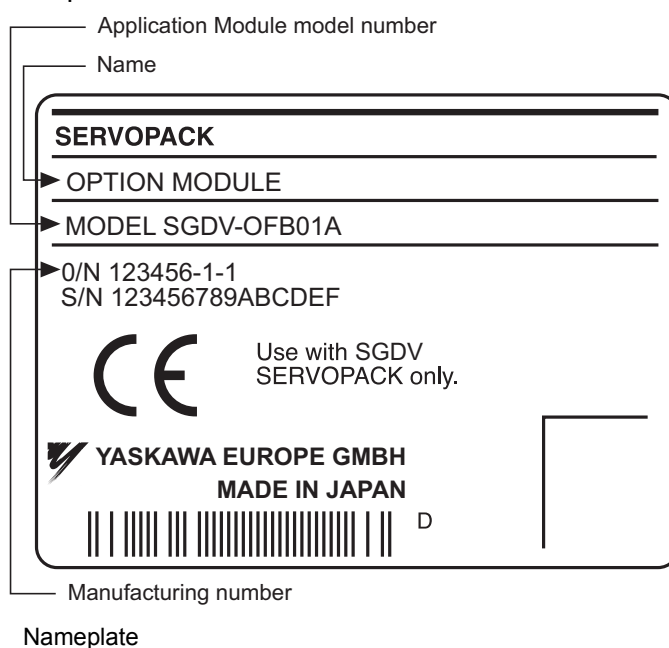 Application Module model number
Name
SERVOPACK
OPTION MODULE
MODEL SGDV-OFB01A
0/N 123456-1-1
S/N 123456789ABCDEF
CE
Use with SGDV
SERVOPACK only.
YASKAWA EUROPE GMBH
MADE IN JAPAN
D
Manufacturing number
Nameplate